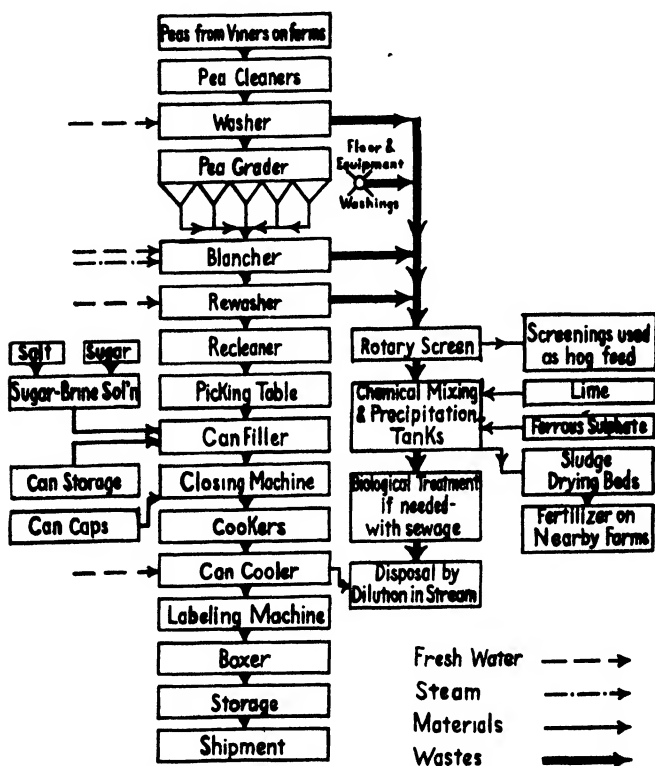 Peas from Viners on farms
Pea Cleaners
Washer
Pea Grader
Floor &
Equipment
Washings
Blancher
Rewasher
Recleaner
Picking Table
Salt
Sugar
Sugar-Brine Sol'n
Can Filler
Can Storage
Closing Machine
Can Caps
Cookers
Can Cooler
Labeling Machine
Boxer
Storage
Shipment
Rotary Screen
Screenings used
as hog feed
Chemical Mixing
& Precipitation
Tanks
Lime
Ferrous Sulphate
Sludge
Drying Beds
Fertilizer on
Nearby Farms
Biological Treatment
if needed-
with sewage
Disposal by
Dilution in Stream
Fresh Water
Steam
Materials
Wastes